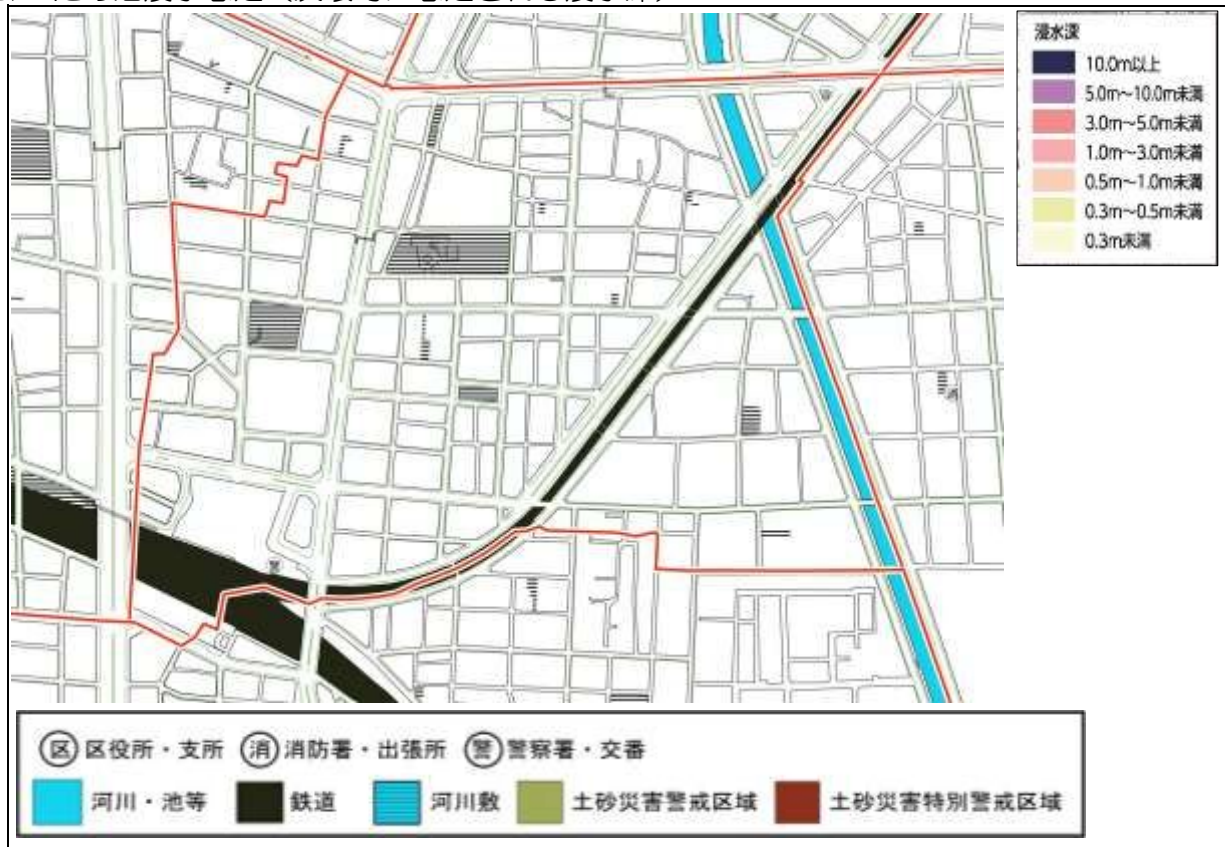 浸水深
10.0m以上
5.0m～10.0m未満
3.0m～5.0m未満
1.0m～3.0m未満
0.5m～1.0m未満
0.3m～0.5m未満
0.3m未満
区 区役所・支所 消 消防署・出張所 警 警察署・交番
河川・池等 鉄道 河川敷 土砂災害警戒区域 土砂災害特別警戒区域